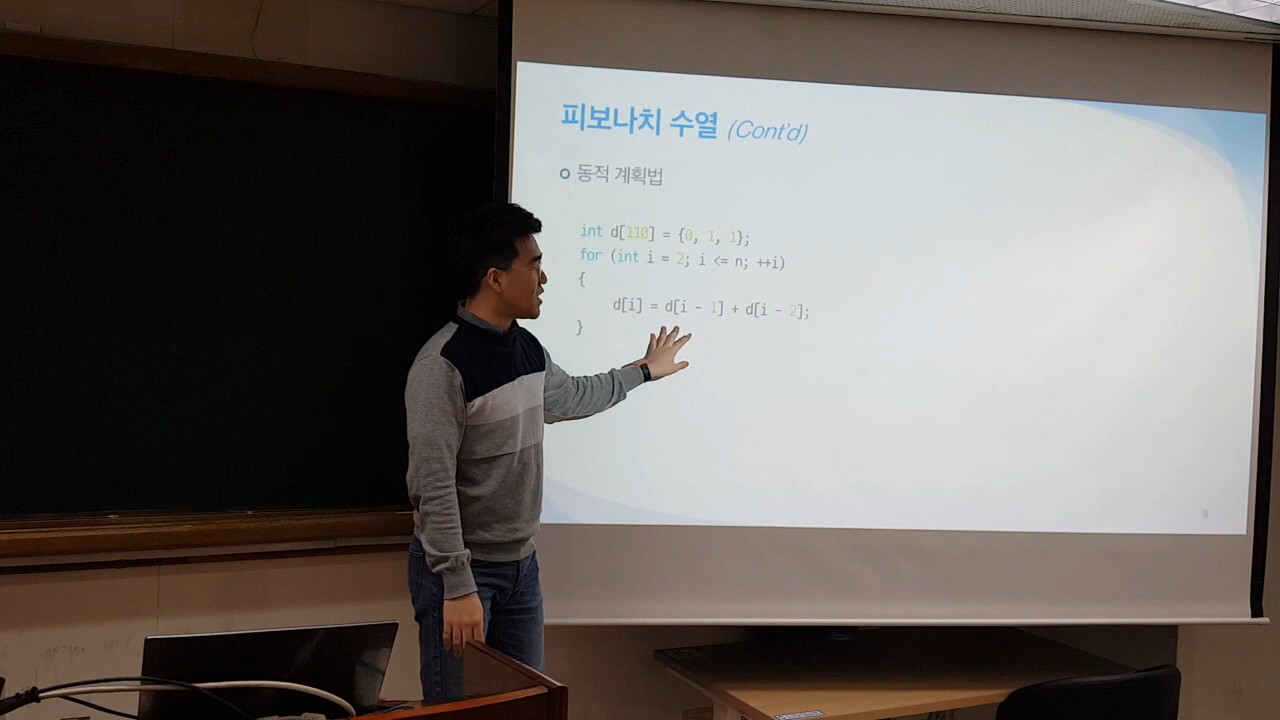 피보나치 수열 (Cont'd)
동적 계획법
int d[110] = {0, 1, 1};
for (int i = 2; i <= n; ++i)
{
d[i] = d[i - 1] + d[i - 2];
}
9